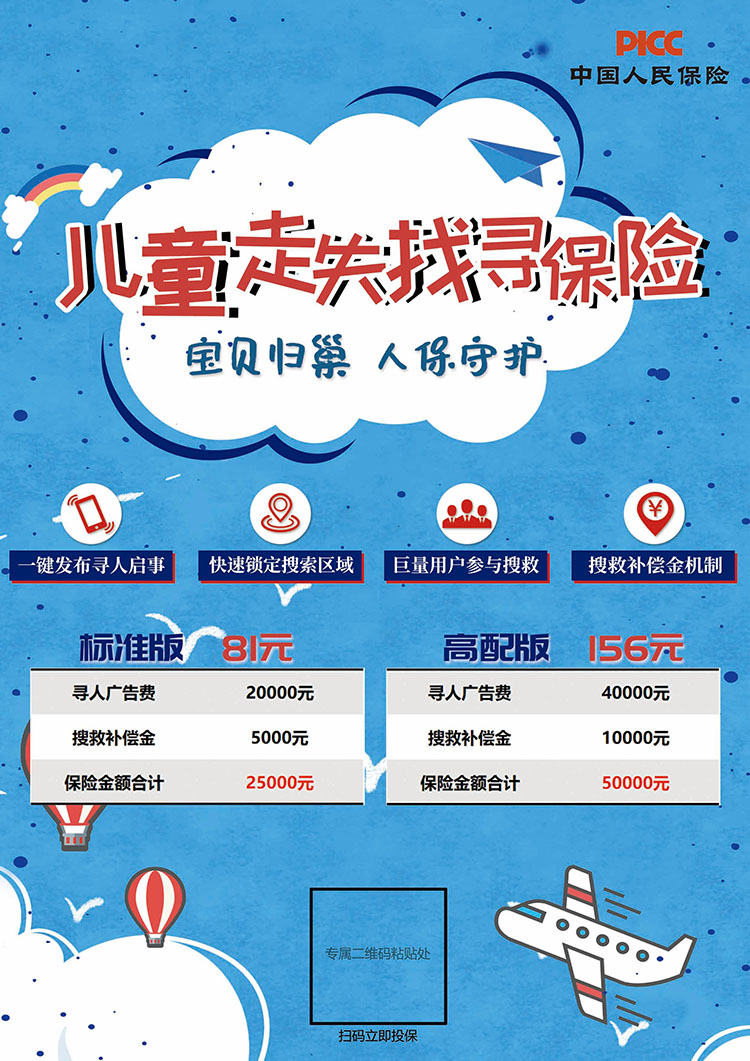 PICC
中国人民保险
儿童走失找寻保险
宝贝归巢 人保守护
一键发布寻人启事
快速锁定搜索区域
巨量用户参与搜救
¥
搜救补偿金机制
标准版 81元
寻人广告费 20000元
搜救补偿金 5000元
保险金额合计 25000元
高配版 156元
寻人广告费 40000元
搜救补偿金 10000元
保险金额合计 50000元
专属二维码粘贴处
扫码立即投保